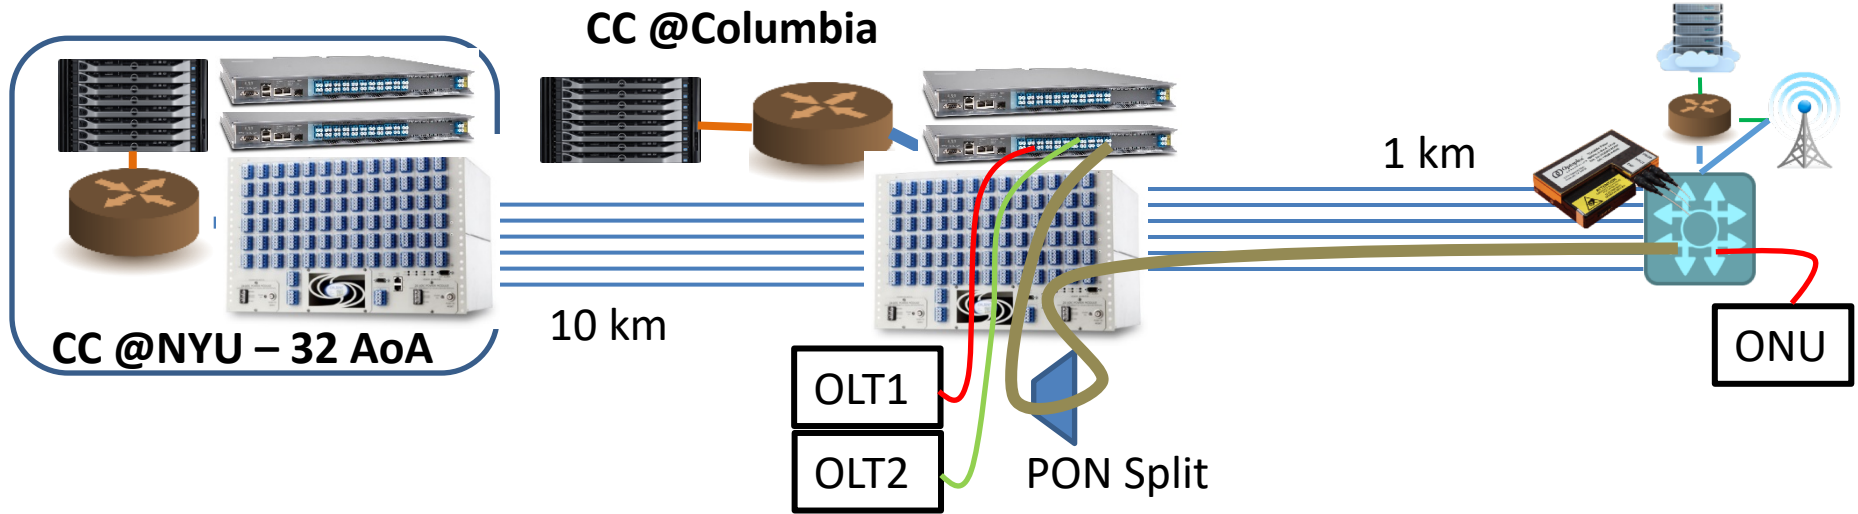 CC @Columbia
1 km
CC @NYU – 32 AoA
10 km
ONU
OLT1
OLT2
PON Split